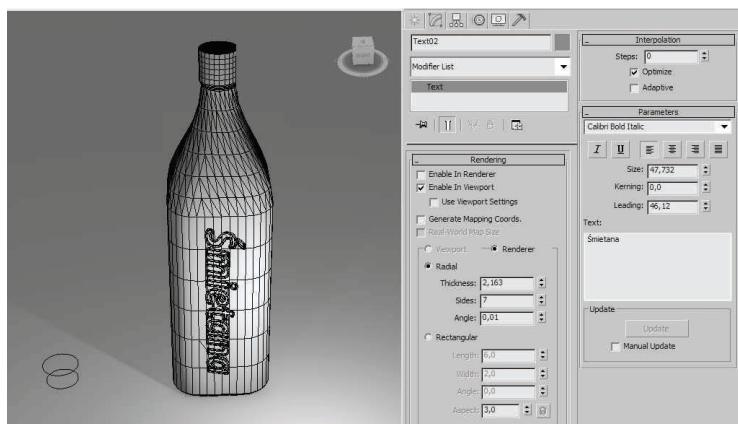 Śmietana
Text02
Modifier List
Text
Rendering
Enable In Renderer
Enable In Viewport
Use Viewport Settings
Generate Mapping Coords.
Real-World Map Size
Viewport Renderer
Radial
Thickness: 2,163
Sides: 7
Angle: 0,01
Rectangular
Length: 6,0
Width: 2,0
Angle: 0,0
Aspect: 3,0
Interpolation
Steps: 0
Optimize
Adaptive
Parameters
Calibri Bold Italic
I U
Size: 47,732
Kerning: 0,0
Leading: 46,12
Text:
Śmietana
Update
Update
Manual Update